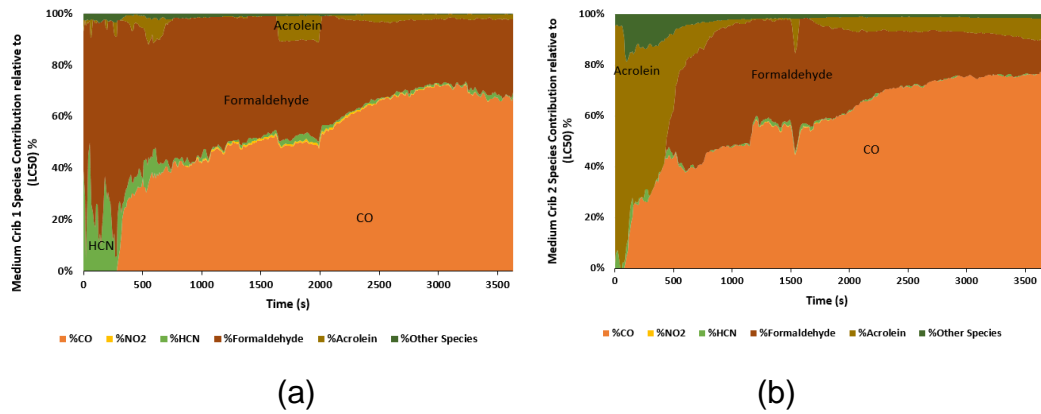 Medium Crib 1 Species Contribution relative to
(LC50) %
100%
80%
60%
40%
20%
0%
Acrolein
Formaldehyde
HCN
CO
0 500 1000 1500 2000 2500 3000 3500
Time (s)
%CO %NO2 %HCN %Formaldehyde %Acrolein %Other Species
(a)
Medium Crib 2 Species Contribution relative to
(LC50) %
100%
80%
60%
40%
20%
0%
Acrolein
Formaldehyde
CO
0 500 1000 1500 2000 2500 3000 3500
Time (s)
%CO %NO2 %HCN %Formaldehyde %Acrolein %Other Species
(b)